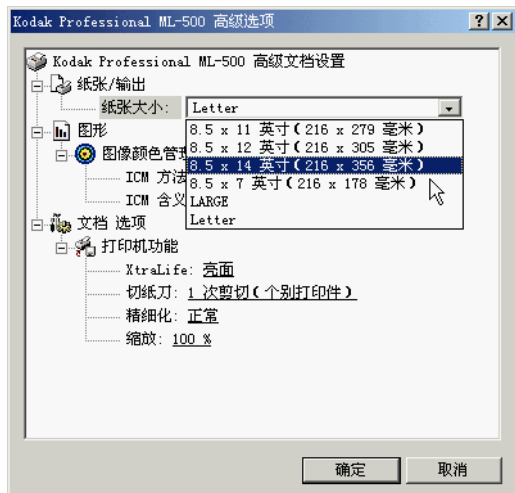 Kodak Professional ML-500 高级选项
Kodak Professional ML-500 高级文档设置
纸张/输出
纸张大小: Letter
8.5 x 11 英寸(216 x 279 毫米)
图形
8.5 x 12 英寸(216 x 305 毫米)
图像颜色管
8.5 x 14 英寸(216 x 356 毫米)
ICM 方法
8.5 x 7 英寸(216 x 178 毫米)
ICM 含义
LARGE
Letter
文档 选项
打印机功能
XtraLife: 亮面
切纸刀: 1 次剪切(个别打印件)
精细化: 正常
缩放: 100 %
确定 取消